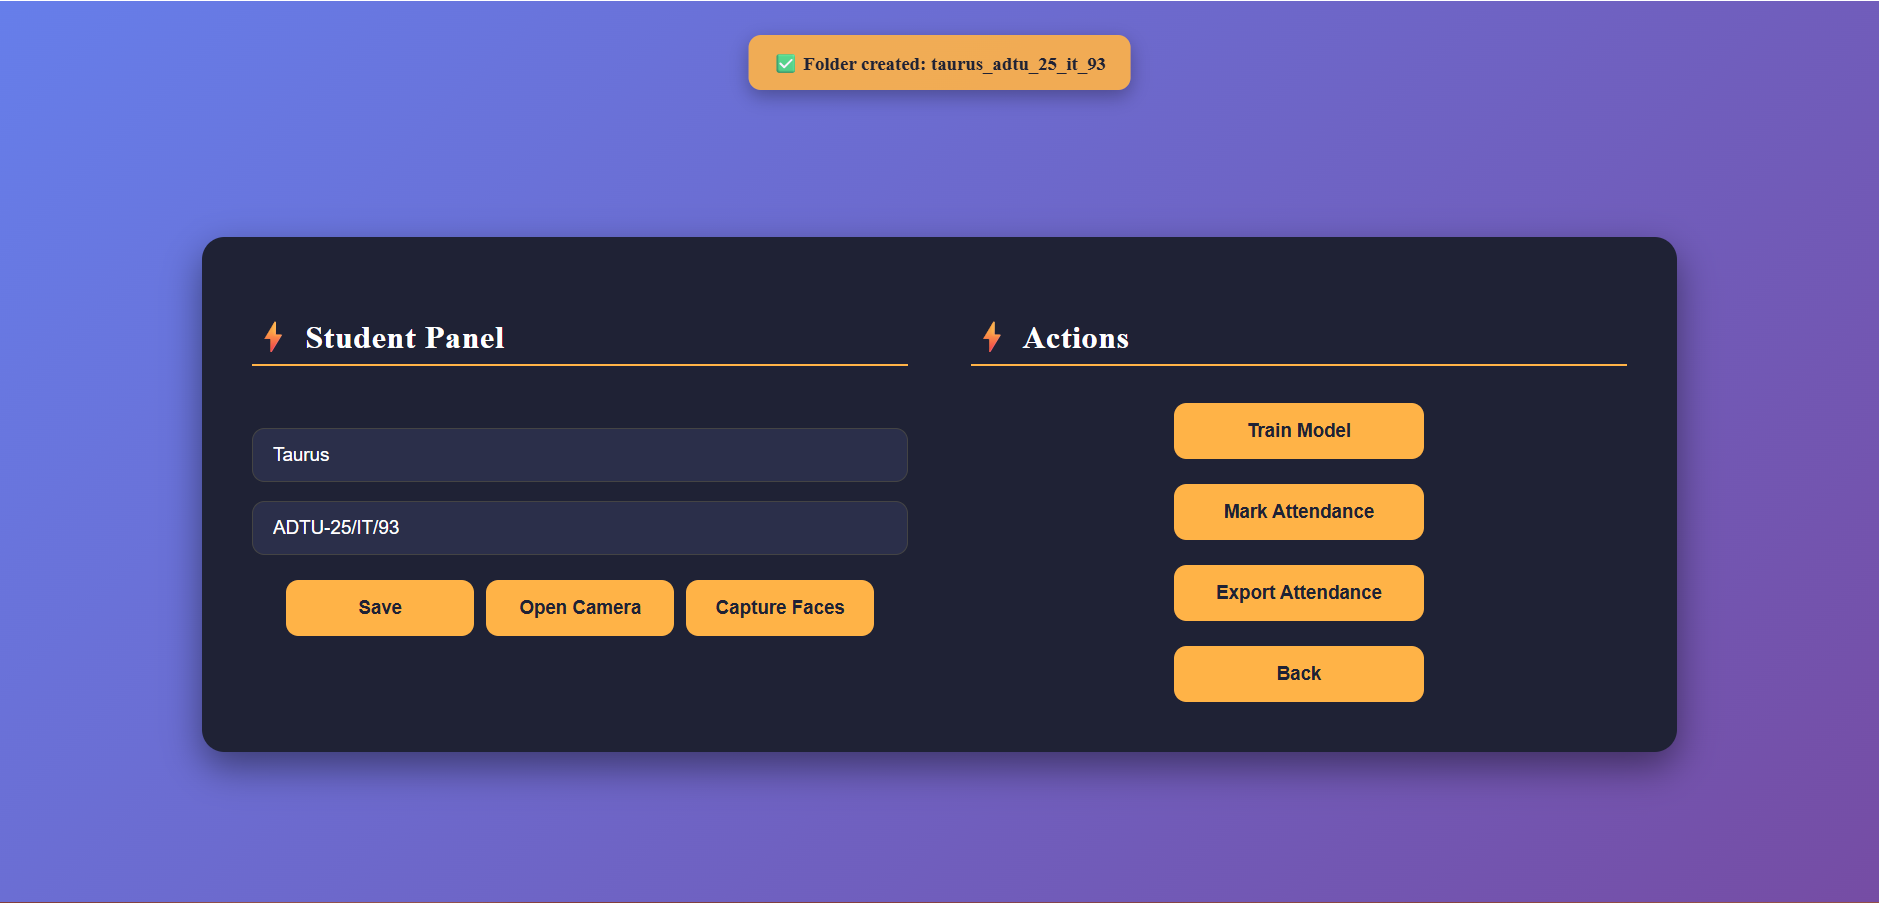 ✅ Folder created: taurus_adtu_25_it_93
⚡ Student Panel
Taurus
ADTU-25/IT/93
Save
Open Camera
Capture Faces
⚡ Actions
Train Model
Mark Attendance
Export Attendance
Back